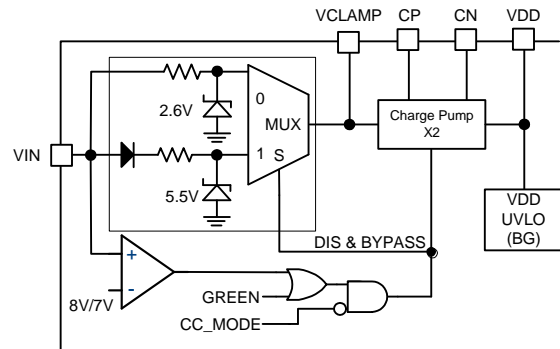 VCLAMP
CP
CN
VDD
2.6V
0
MUX
Charge Pump
X2
VIN
1
S
5.5V
VDD
UVLO
(BG)
DIS & BYPASS
+
-
8V/7V
GREEN
CC_MODE